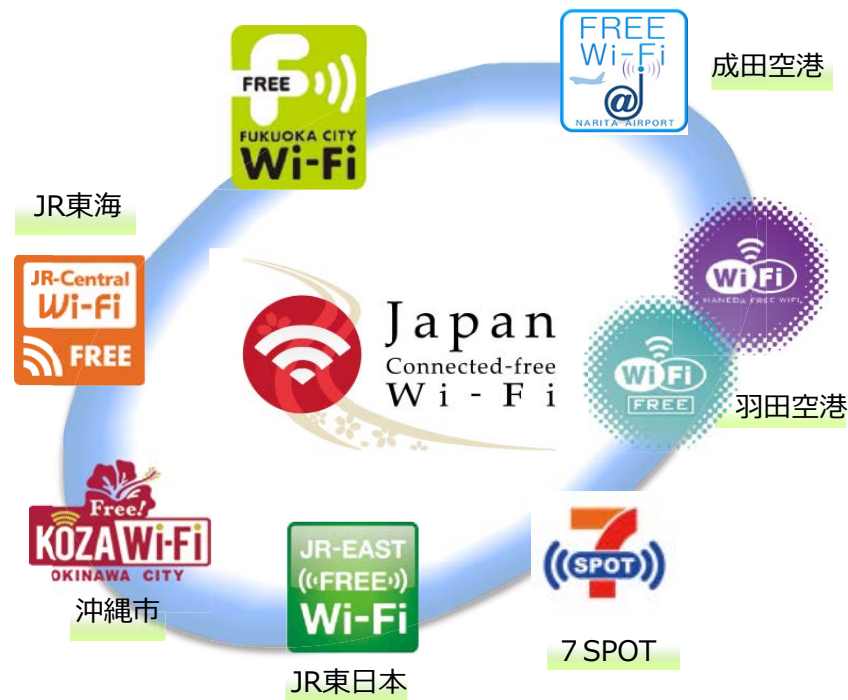 FREE
FUKUOKA CITY
Wi-Fi
FREE
Wi-Fi
@
NARITA AIRPORT
成田空港
JR東海
JR-Central
Wi-Fi
FREE
Japan
Connected-free
Wi-Fi
Wi Fi
HANEDA FREE WIFI
Wi Fi
FREE
羽田空港
Free!
KOZA Wi-Fi
OKINAWA CITY
沖縄市
JR-EAST
FREE
Wi-Fi
JR東日本
7
SPOT
７SPOT